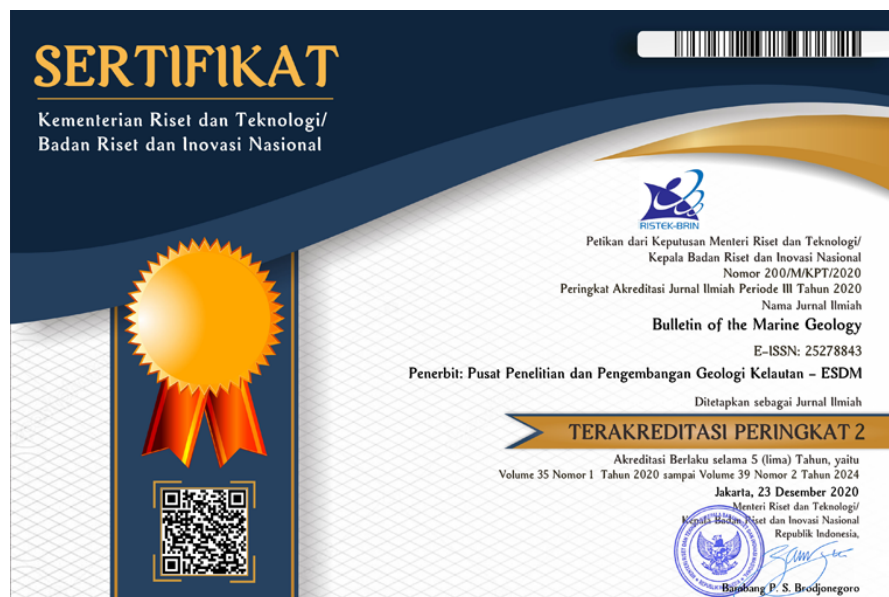 SERTIFIKAT
Kementerian Riset dan Teknologi/
Badan Riset dan Inovasi Nasional
RISTEK-BRIN
Petikan dari Keputusan Menteri Riset dan Teknologi/
Kepala Badan Riset dan Inovasi Nasional
Nomor 200/M/KPT/2020
Peringkat Akreditasi Jurnal Ilmiah Periode III Tahun 2020
Nama Jurnal Ilmiah
Bulletin of the Marine Geology
E-ISSN: 25278843
Penerbit: Pusat Penelitian dan Pengembangan Geologi Kelautan – ESDM
Ditetapkan sebagai Jurnal Ilmiah
TERAKREDITASI PERINGKAT 2
Akreditasi Berlaku selama 5 (lima) Tahun, yaitu
Volume 35 Nomor 1 Tahun 2020 sampai Volume 39 Nomor 2 Tahun 2024
Jakarta, 23 Desember 2020
Menteri Riset dan Teknologi/
Kepala Badan Riset dan Inovasi Nasional
Republik Indonesia,
Bambang P. S. Brodjonegoro